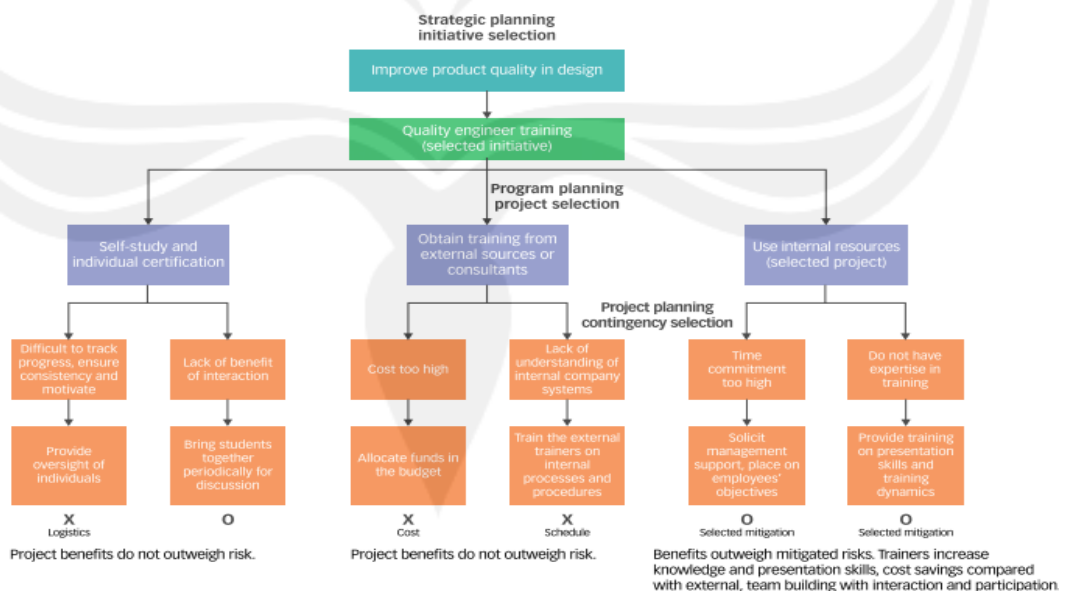 Strategic planning
initiative selection
Improve product quality in design
Quality engineer training
(selected initiative)
Program planning
project selection
Self-study and
individual certification
Obtain training from
external sources or
consultants
Use internal resources
(selected project)
Project planning
contingency selection
Difficult to track
progress, ensure
consistency and
motivate
Lack of benefit
of interaction
Cost too high
Lack of
understanding of
internal company
systems
Time
commitment
too high
Do not have
expertise in
training
Provide
oversight of
individuals
Bring students
together
periodically for
discussion
Allocate funds in
the budget
Train the external
trainers on
internal
processes and
procedures
Solicit
management
support, place on
employees'
objectives
Provide training
on presentation
skills and
training
dynamics
X
Logistics
O
X
Cost
X
Schedule
O
Selected mitigation
O
Selected mitigation
Project benefits do not outweigh risk.
Project benefits do not outweigh risk.
Benefits outweigh mitigated risks. Trainers increase
knowledge and presentation skills, cost savings compared
with external, team building with interaction and participation